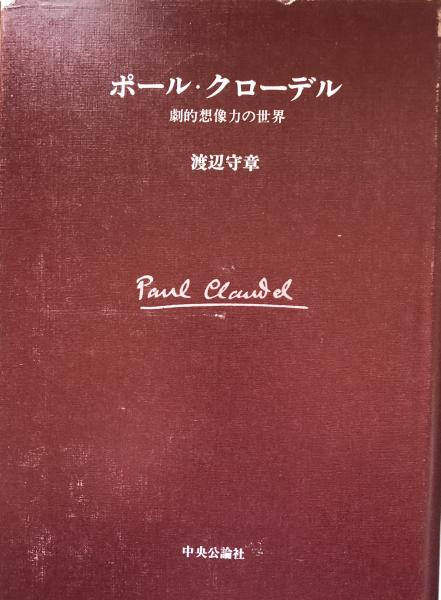 ポール・クローデル
劇的想像力の世界
渡辺守章
Paul Claudel
中央公論社